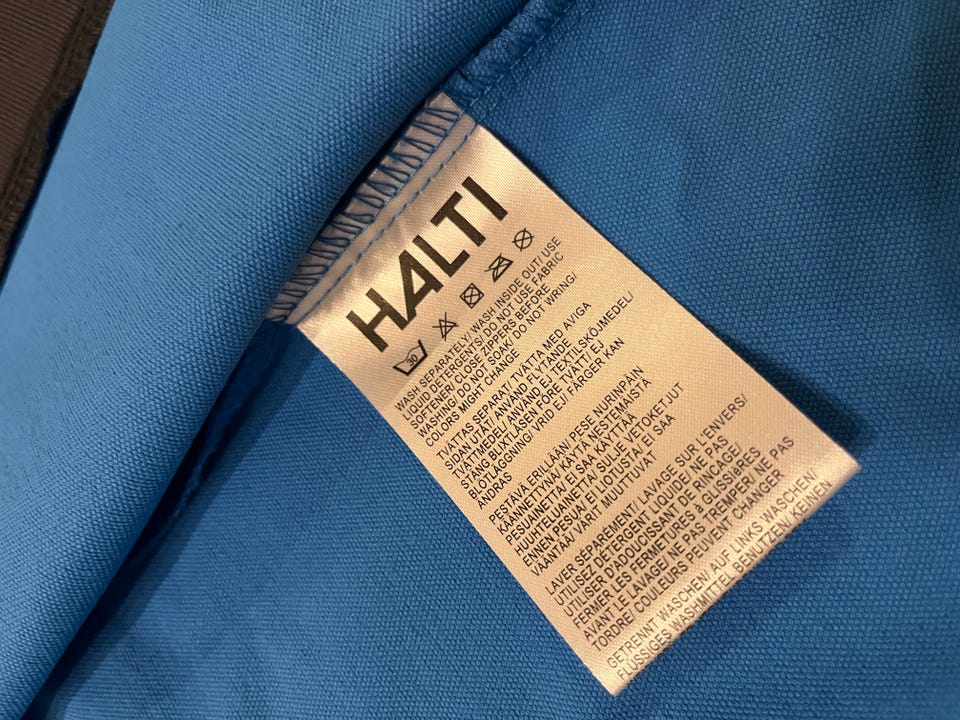 HALTI
30
WASH SEPARATELY/ WASH INSIDE OUT/ USE
LIQUID DETERGENTS/ DO NOT USE FABRIC
SOFTENER/ CLOSE ZIPPERS BEFORE
WASHING/ DO NOT SOAK/ DO NOT WRING/
COLORS MIGHT CHANGE
TVÄTTAS SEPARAT/ TVÄTTA MED AVIGA
SIDAN UTÅT/ ANVÄND FLYTANDE
TVÄTTMEDEL/ ANVÄND EJ TEXTILSKÖJMEDEL/
STÄNG BLIXTLÅSEN FÖRE TVÄTT/ EJ
BLÖTLÄGGNING/ VRID EJ/ FÄRGER KAN
ÄNDRAS
PESTÄVÄ ERILLÄÄN/ PESE NURINPÄIN
KÄÄNNETTYNÄ/ KÄYTÄ NESTEMÄISTÄ
PESUAINETTA/ EI SAA KÄYTTÄÄ
HUUHTELUAINETTA/ SULJE VETOKETJUT
ENNEN PESUA/ EI LIOTUSTA/ EI SAA
VÄÄNTÄÄ/ VÄRIT MUUTTUVAT
LAVER SÉPARÉMENT/ LAVAGE SUR L'ENVERS/
UTILISEZ DÉTERGENT LIQUIDE/ NE PAS
UTILISER D'ADOUCISSANT DE RINCAGE/
FERMER LES FERMETURES à GLISSIèRES
AVANT LE LAVAGE/ NE PAS TREMPER/ NE PAS
TORDRE/ COULEURS PEUVENT CHANGER
GETRENNT WASCHEN/ AUF LINKS WASCHEN/
FLÜSSIGES WASHMITTEL BENUTZEN/ KEINEN